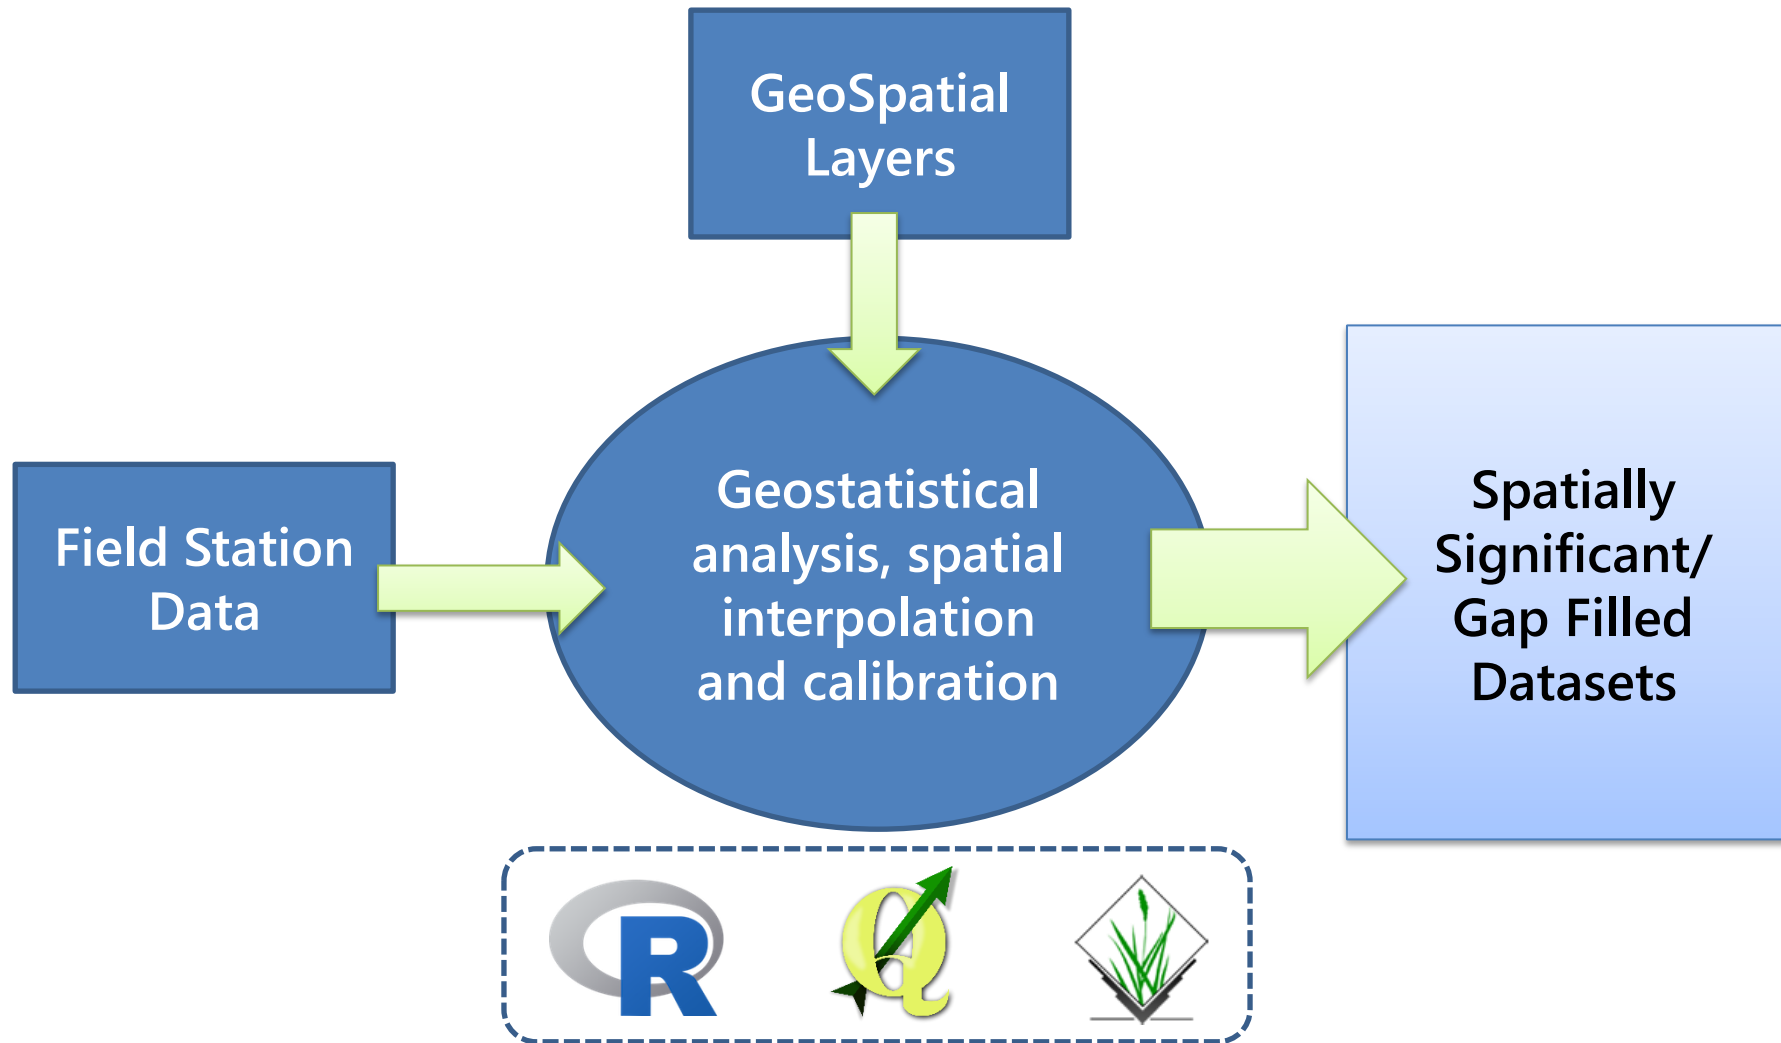 GeoSpatial
Layers
Field Station
Data
Geostatistical
analysis, spatial
interpolation
and calibration
Spatially
Significant/
Gap Filled
Datasets
R
Q